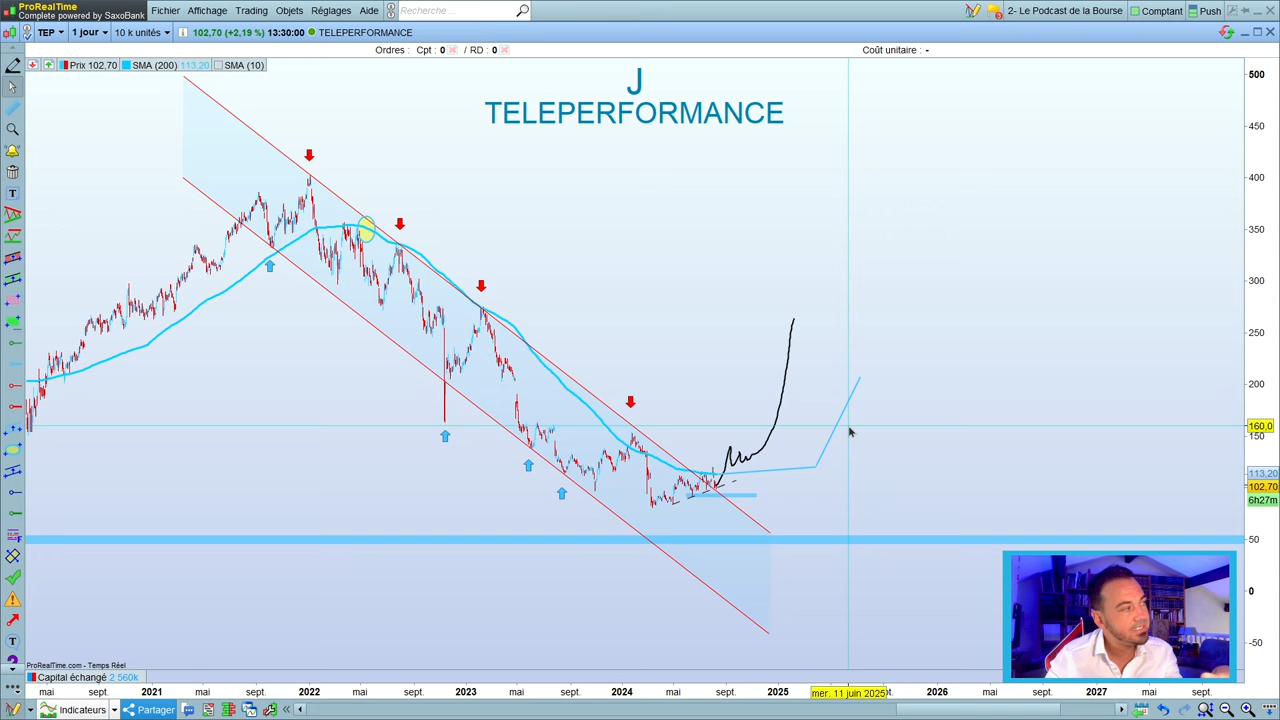 ProRealTime
Complete powered by SaxoBank
Fichier Affichage Trading Objets Réglages Aide Recherche... 2- Le Podcast de la Bourse Comptant Push
TEP 1 jour 10 k unités 102,70 (+2,19 %) 13:30:00 TELEPERFORMANCE
Ordres : Cpt : 0 / RD : 0 Coût unitaire : -
Prix 102,70 SMA (200) 113,20 SMA (10)
J
TELEPERFORMANCE
500
450
400
350
300
250
200
160,0
150
113,20
102,70
6h27m
50
0
-50
ProRealTime.com - Temps Réel
Capital échangé 2 560k
mai sept. 2021 mai sept. 2022 mai sept. 2023 mai sept. 2024 mai sept. 2025 mer. 11 juin 2025 2026 mai sept. 2027 mai sept.
Indicateurs Partager